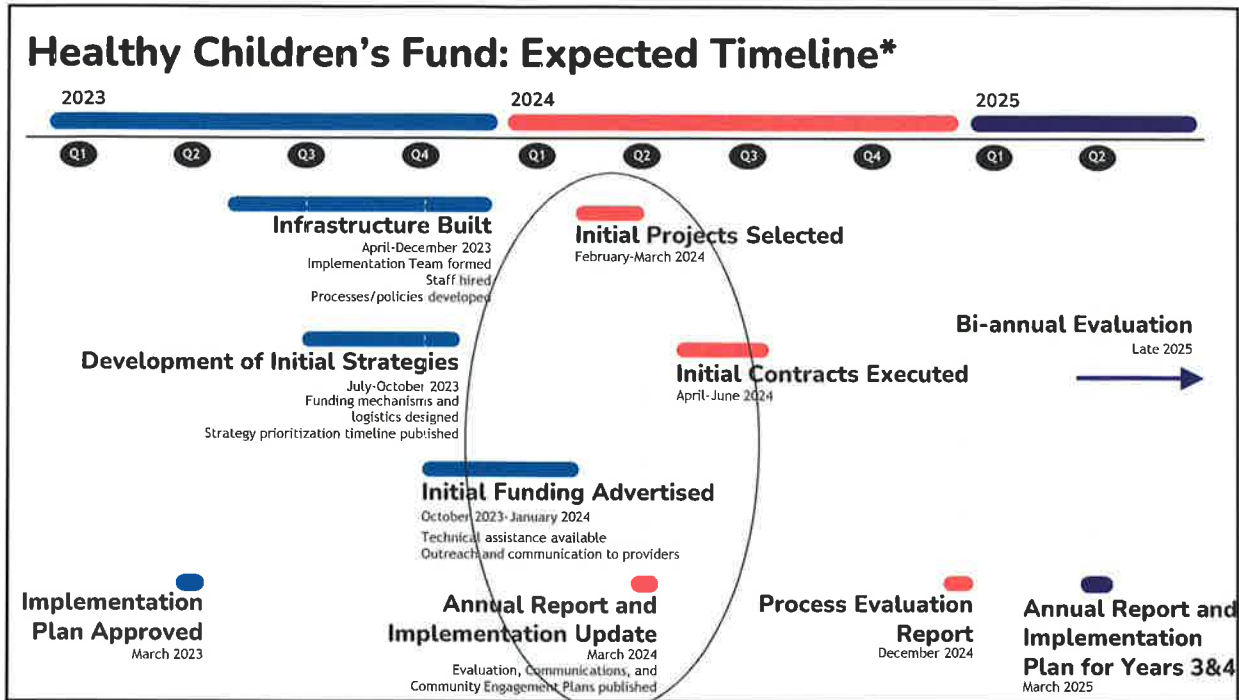 Healthy Children's Fund: Expected Timeline*
2023
2024
2025
Q1 Q2 Q3 Q4 Q1 Q2 Q3 Q4 Q1 Q2
Infrastructure Built
April-December 2023
Implementation Team formed
Staff hired
Processes/policies developed
Initial Projects Selected
February-March 2024
Development of Initial Strategies
July-October 2023
Funding mechanisms and
logistics designed
Strategy prioritization timeline published
Initial Contracts Executed
April-June 2024
Bi-annual Evaluation
Late 2025
Initial Funding Advertised
October 2023-January 2024
Technical assistance available
Outreach and communication to providers
Implementation
Plan Approved
March 2023
Annual Report and
Implementation Update
March 2024
Evaluation, Communications, and
Community Engagement Plans published
Process Evaluation
Report
December 2024
Annual Report and
Implementation
Plan for Years 3&4
March 2025